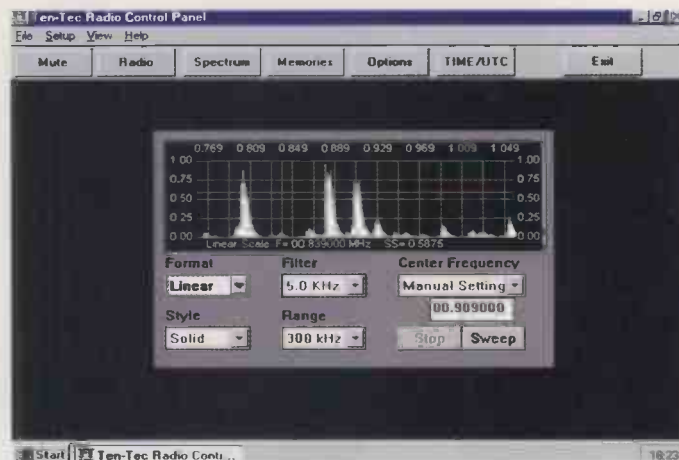 Ten-Tec Radio Control Panel
File Setup View Help
Mute Radio Spectrum Memories Options TIME/UTC Exit
0.769 0.809 0.849 0.889 0.929 0.969 1.009 1.049
1.00 1.00
0.75 0.75
0.50 0.50
0.25 0.25
0.00 0.00
Linear Scale F= 00.839000 MHz SS= 0.5875
Format Filter Center Frequency
Linear 5.0 KHz Manual Setting
00.909000
Style Range
Solid 300 kHz Stop Sweep
Start Ten-Tec Radio Contr... 18:23